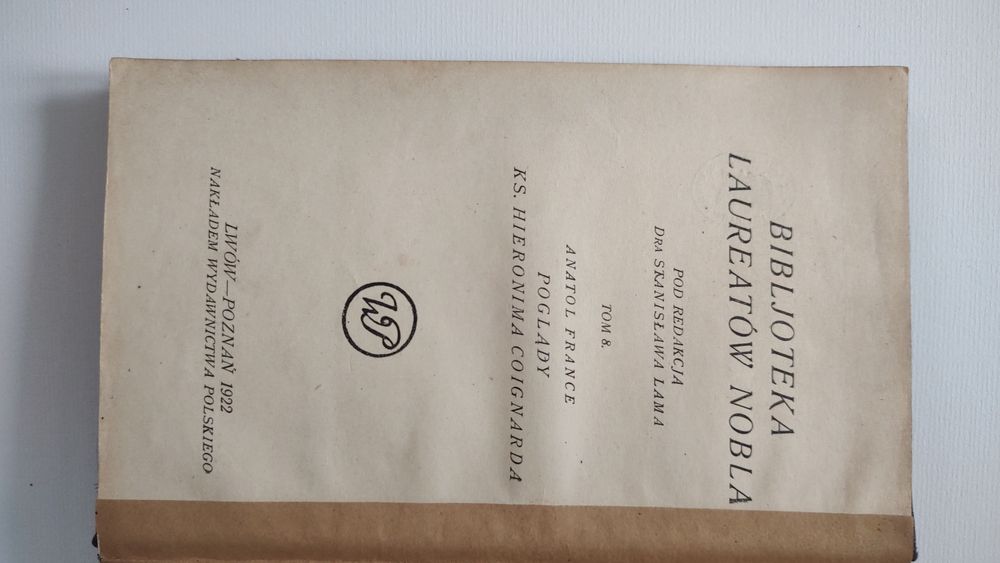 BIBLJOTEKA
LAUREATÓW NOBLA
POD REDAKCJĄ
DRA STANISŁAWA LAMA
TOM 8.
ANATOL FRANCE
POGLĄDY
KS. HIERONIMA COIGNARDA
WP
LWÓW—POZNAŃ 1922
NAKŁADEM WYDAWNICTWA POLSKIEGO